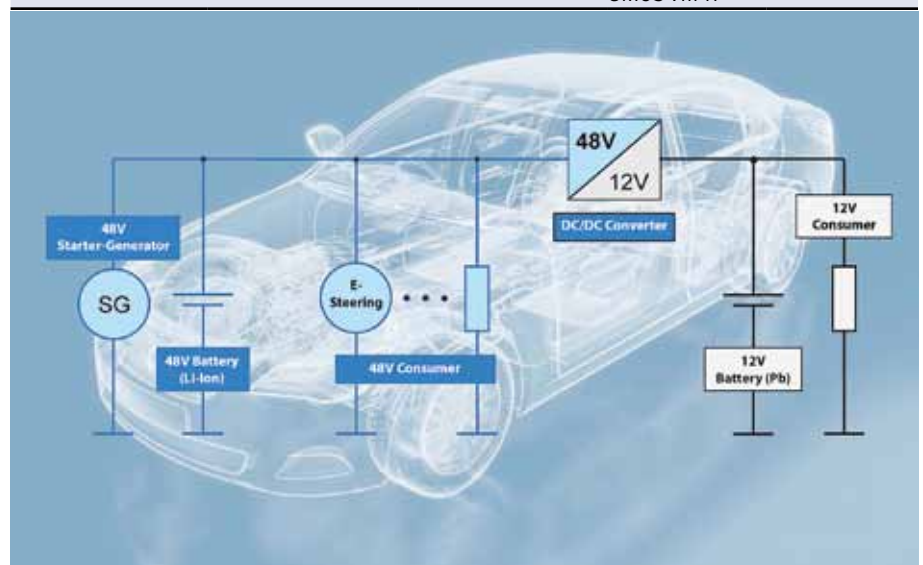 48V
12V
DC/DC Converter
48V
Starter-Generator
SG
48V Battery
(Li-Ion)
E-
Steering
48V Consumer
12V
Consumer
12V
Battery (Pb)